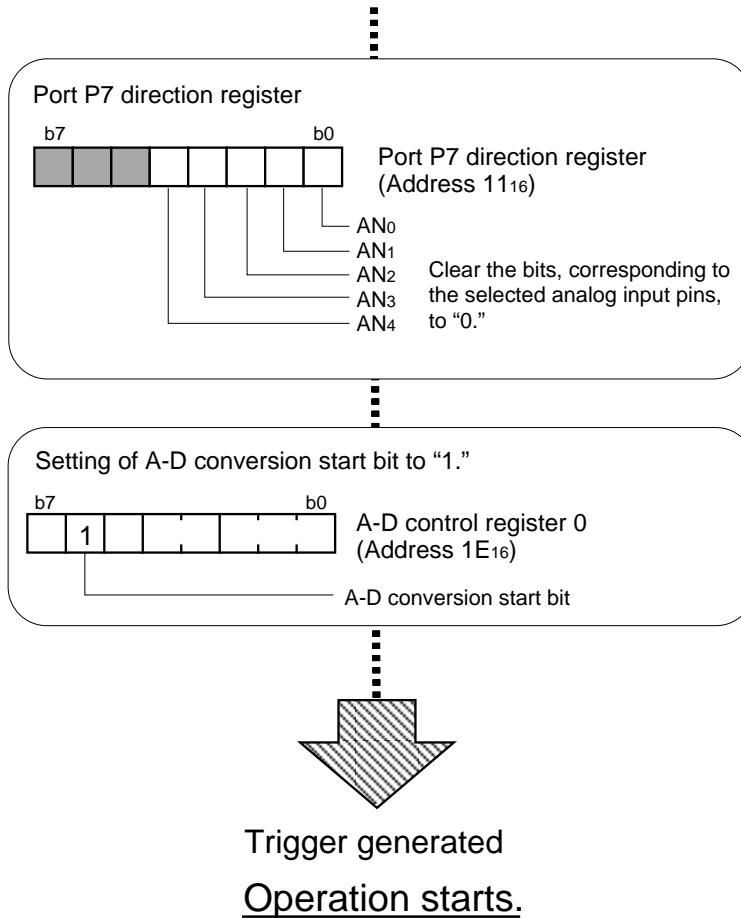 Port P7 direction register
b7 b0
Port P7 direction register
(Address 11₁₆)
AN₀
AN₁
AN₂
AN₃
AN₄
Clear the bits, corresponding to
the selected analog input pins,
to “0.”
Setting of A-D conversion start bit to “1.”
b7 b0
1
A-D control register 0
(Address 1E₁₆)
A-D conversion start bit
Trigger generated
Operation starts.